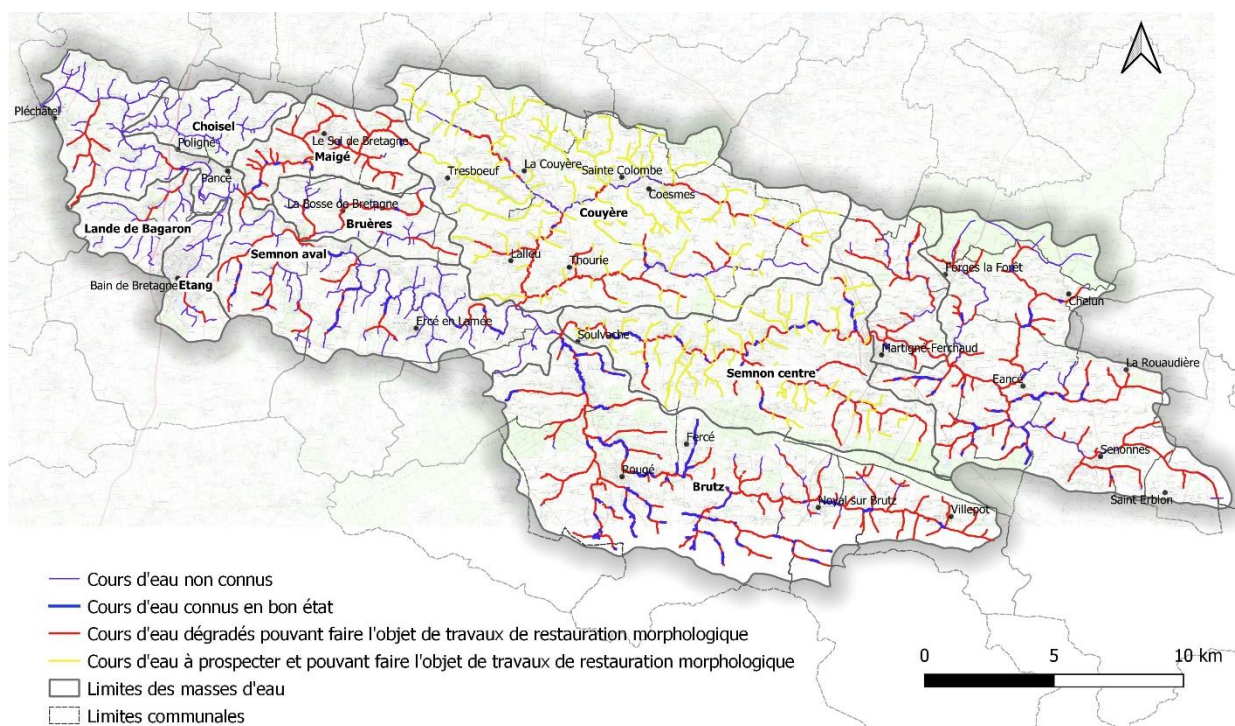 Pléchâtel
Choisel
Poligné
Le Sel de Bretagne
Maigé
Pancé
Tresboeuf
La Couyère
Sainte Colombe
Coesmes
La Bosse de Bretagne
Couyère
Bruères
Lande de Bagaron
Semnon aval
Lalleu
Thourie
Forges la Forêt
Bain de Bretagne
Etang
Chelun
Ercé en Lamée
Soulvache
Martigné-Ferchaud
La Rouaudière
Semnon centre
Eancé
Fercé
Senonnes
Rougé
Brutz
Saint Erblon
Noyal sur Brutz
Villepot
Cours d'eau non connus
Cours d'eau connus en bon état
Cours d'eau dégradés pouvant faire l'objet de travaux de restauration morphologique
Cours d'eau à prospecter et pouvant faire l'objet de travaux de restauration morphologique
Limites des masses d'eau
Limites communales
0 5 10 km